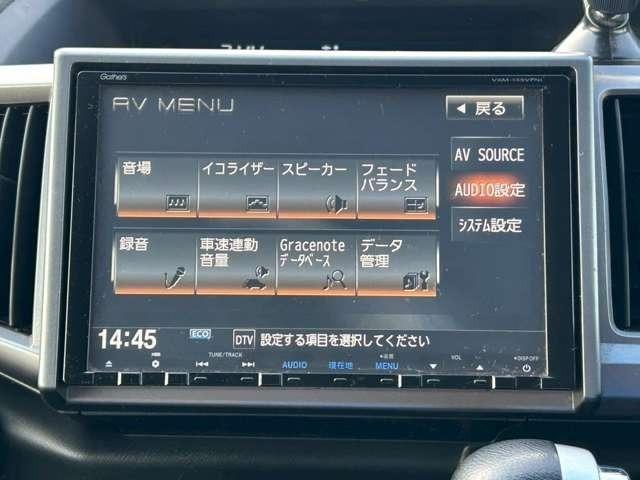 Gathers
VXM-155VFNi
AV MENU
◀ 戻る
音場
イコライザー
スピーカー
フェード
バランス
AV SOURCE
AUDIO設定
システム設定
録音
車速連動
音量
Gracenote
データベース
データ
管理
14:45
ECO
DTV 設定する項目を選択してください
TUNE/TRACK
AUDIO
現在地
MENU
VOL
DISP OFF